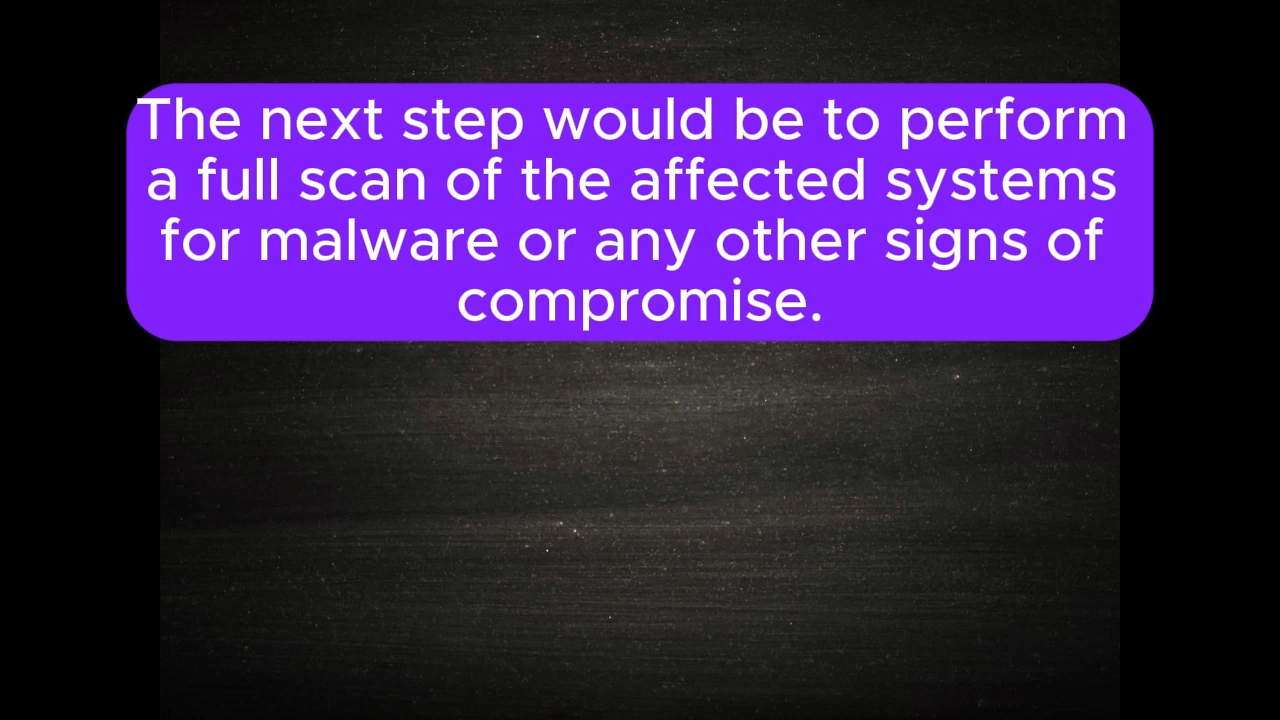 The next step would be to perform
a full scan of the affected systems
for malware or any other signs of
compromise.